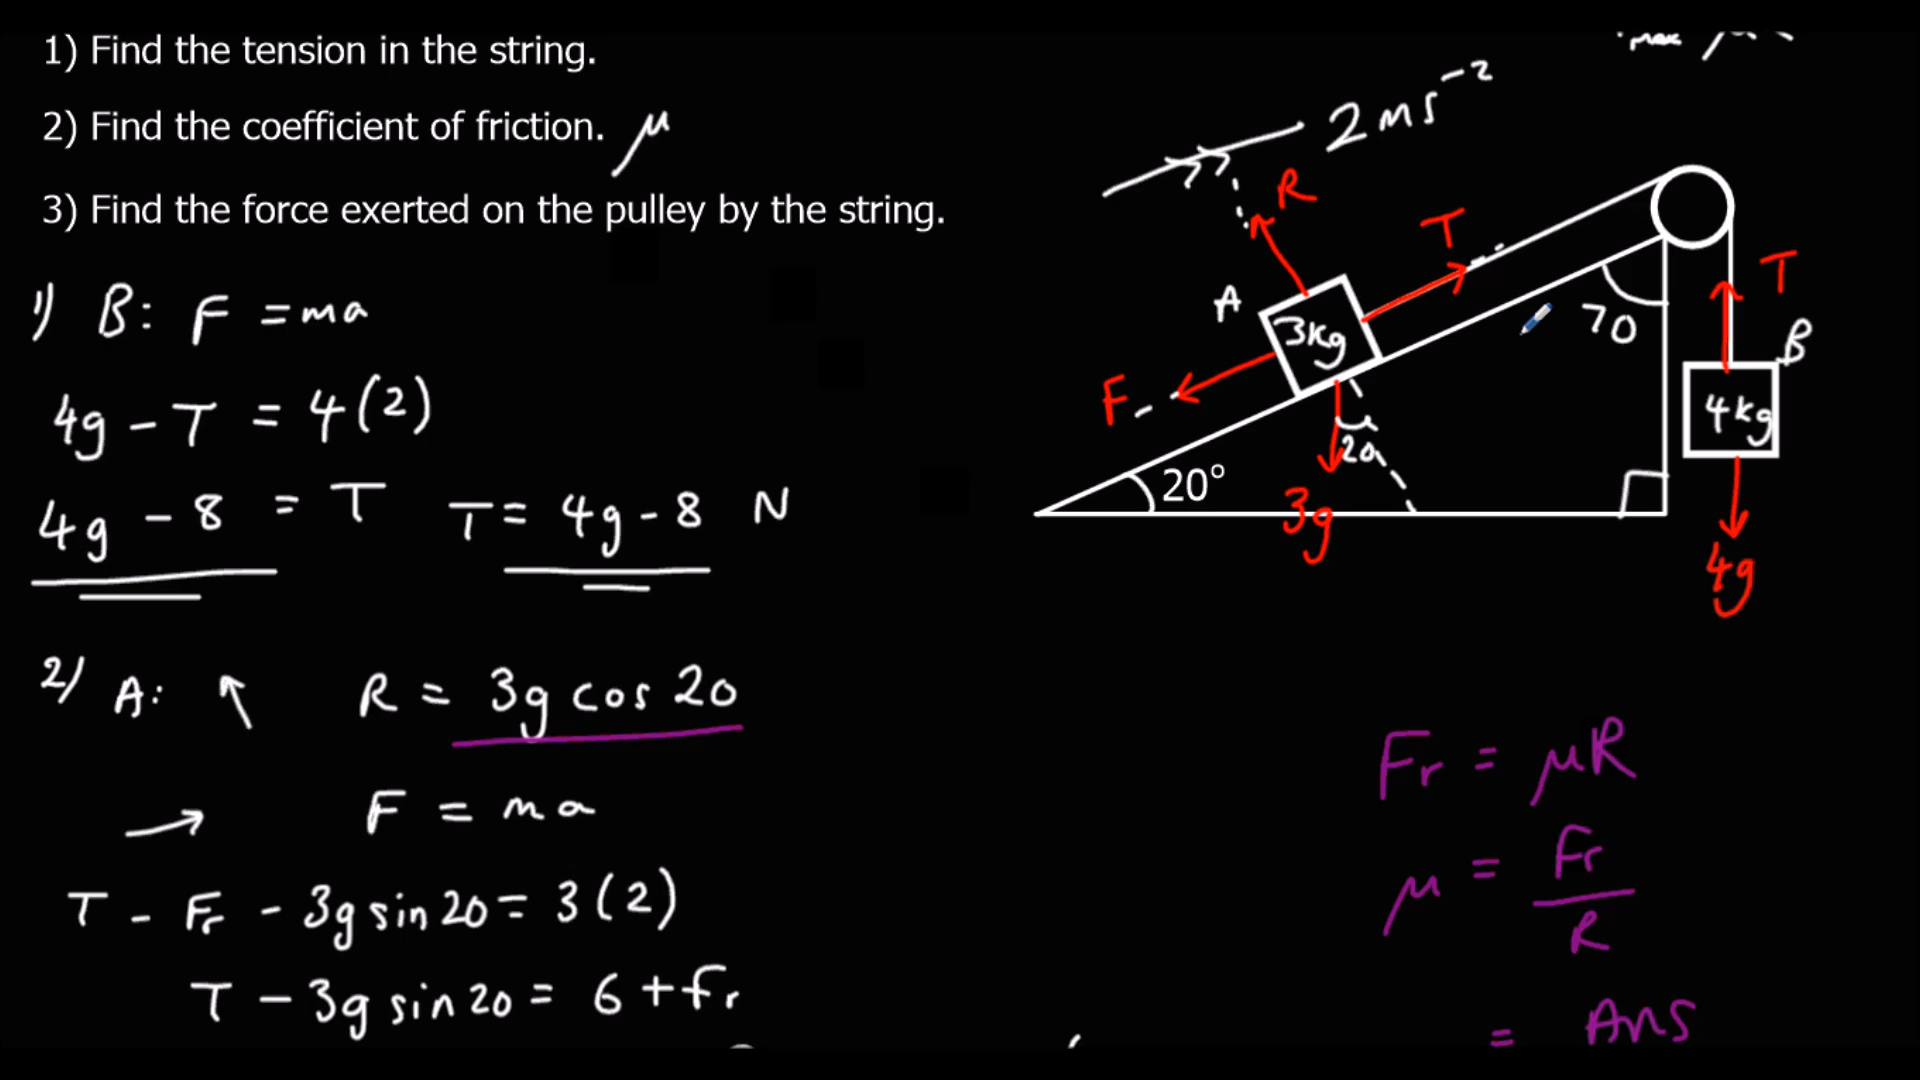 1) Find the tension in the string.
2) Find the coefficient of friction. μ
3) Find the force exerted on the pulley by the string.
1) B: F = ma
4g - T = 4(2)
4g - 8 = T T = 4g - 8 N
2) A: R = 3g cos 20
F = ma
T - Fr - 3g sin 20 = 3(2)
T - 3g sin 20 = 6 + Fr
max μ
2ms⁻²
R
T
A
3kg
Fr
T
B
70
4kg
20
20°
3g
4g
Fr = μR
μ = Fr
R
= Ans